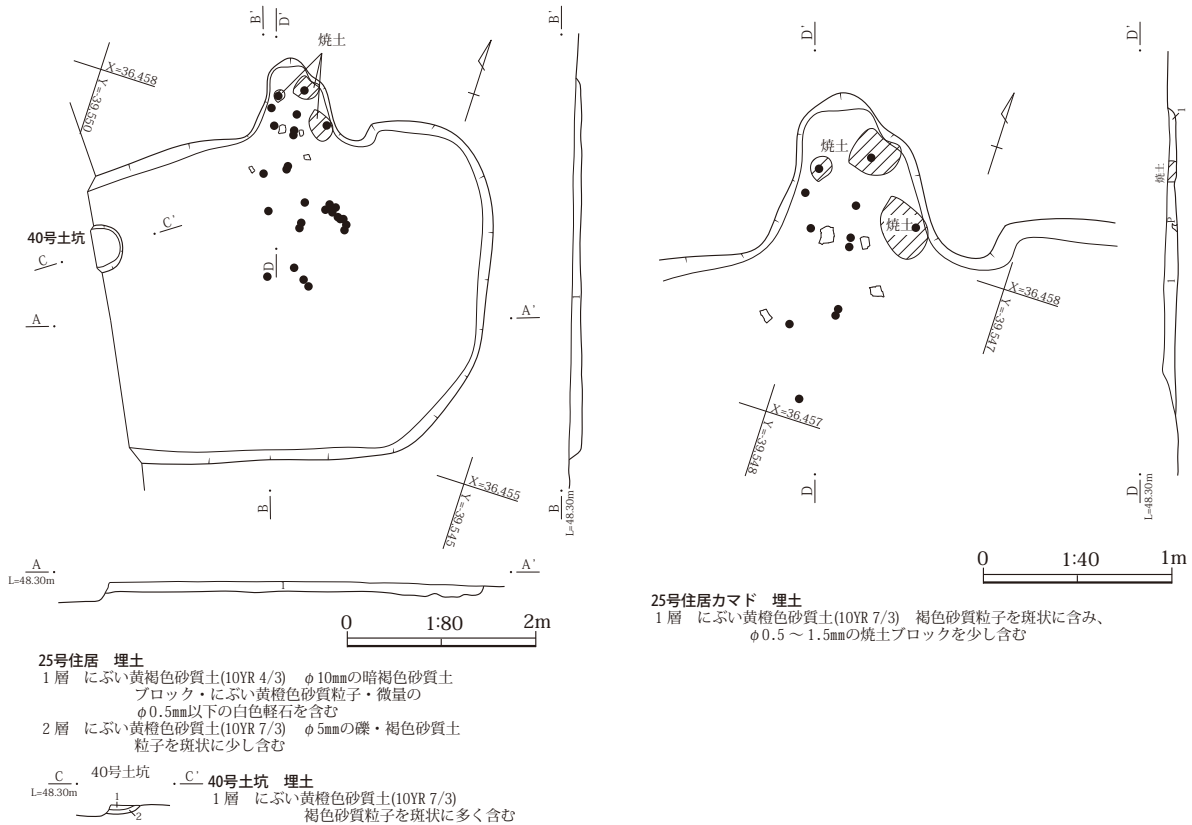 B'
D'
焼土
X=36.458
Y=-39.550
40号土坑
C
C'
D
A
A'
B
X=36.455
Y=-39.545
B'
B
L=48.30m
1
A
L=48.30m
A'
1
0 1:80 2m
25号住居 埋土
1層 にぶい黄褐色砂質土(10YR 4/3) φ10㎜の暗褐色砂質土
ブロック・にぶい黄橙色砂質粒子・微量の
φ0.5㎜以下の白色軽石を含む
2層 にぶい黄橙色砂質土(10YR 7/3) φ5㎜の礫・褐色砂質土
粒子を斑状に少し含む
C
40号土坑
C'
L=48.30m
1
2
40号土坑 埋土
1層 にぶい黄橙色砂質土(10YR 7/3)
褐色砂質粒子を斑状に多く含む
D'
焼土
焼土
X=36.458
Y=-39.547
X=36.457
Y=-39.548
D
D'
1
焼土
P
1
D
L=48.30m
0 1:40 1m
25号住居カマド 埋土
1層 にぶい黄橙色砂質土(10YR 7/3) 褐色砂質粒子を斑状に含み、
φ0.5～1.5㎜の焼土ブロックを少し含む